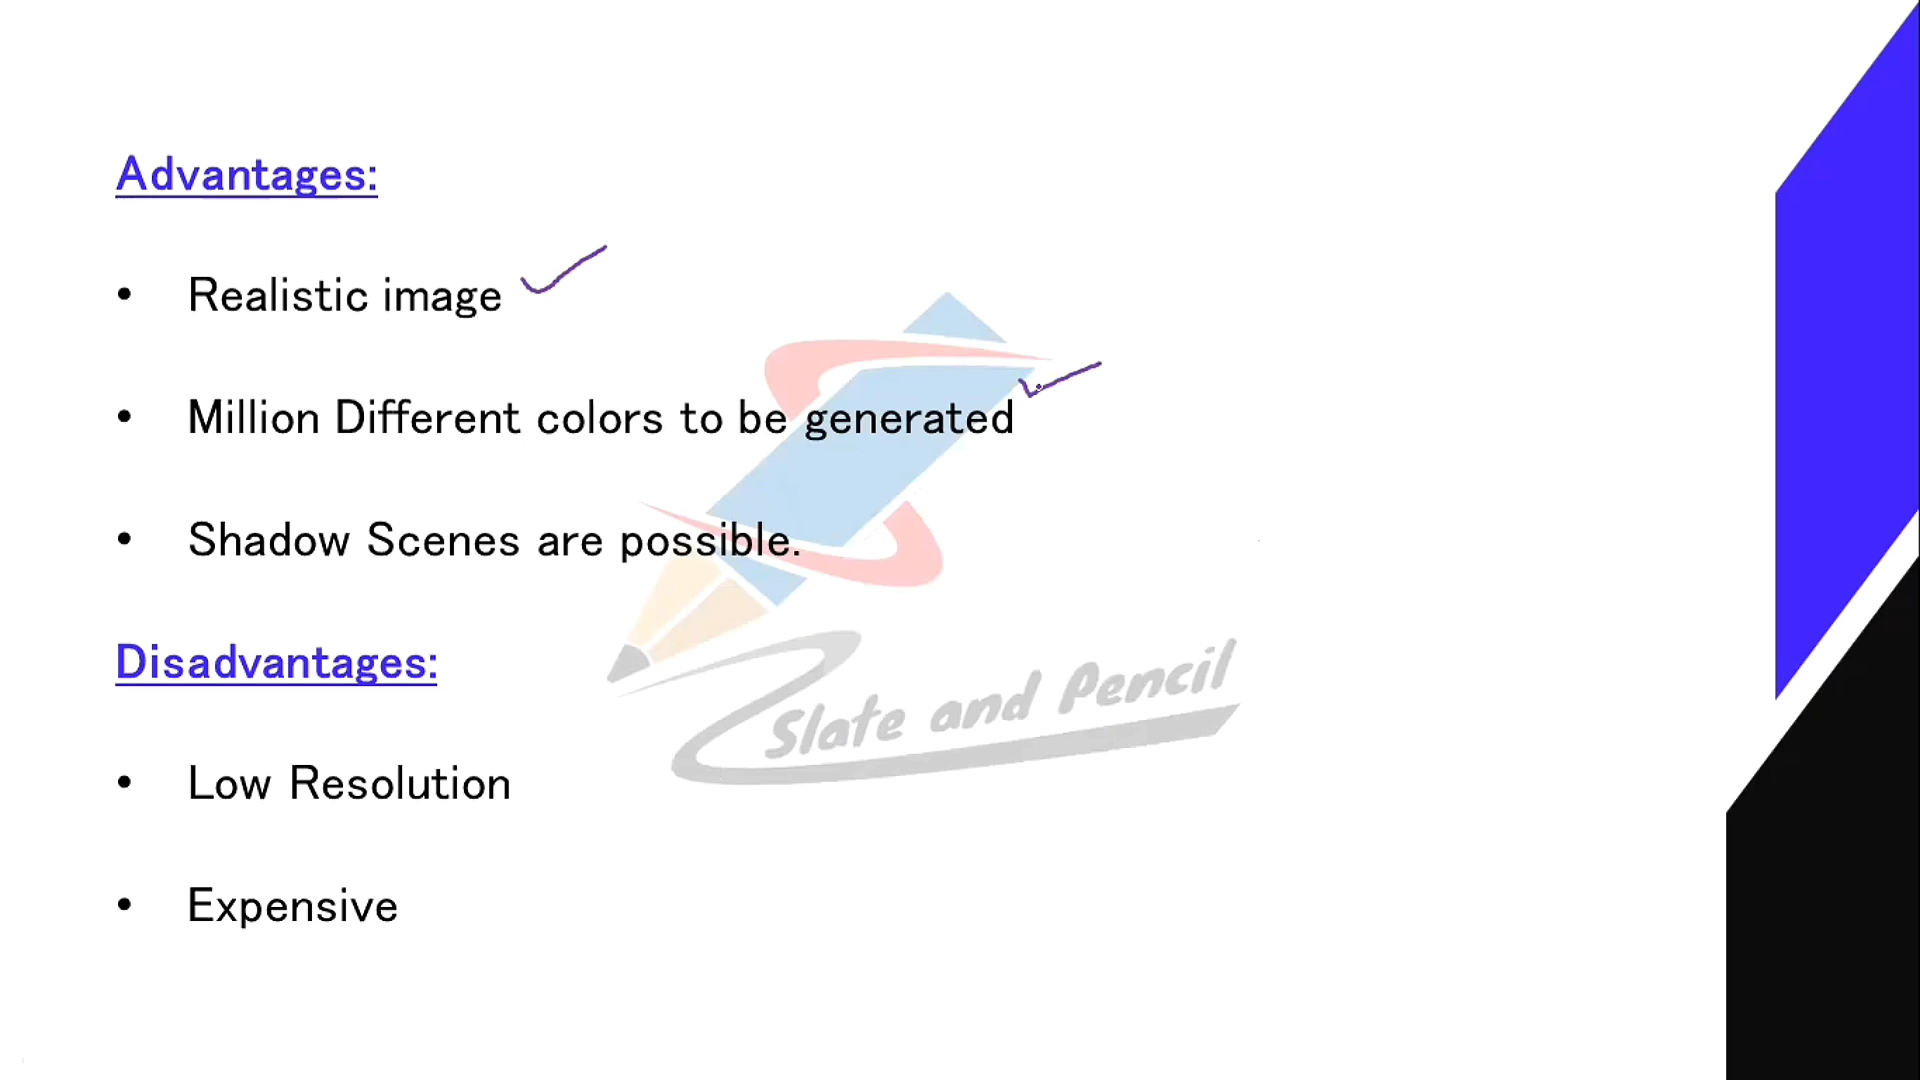 Advantages:
• Realistic image
• Million Different colors to be generated
• Shadow Scenes are possible.
Disadvantages:
Slate and Pencil
• Low Resolution
• Expensive